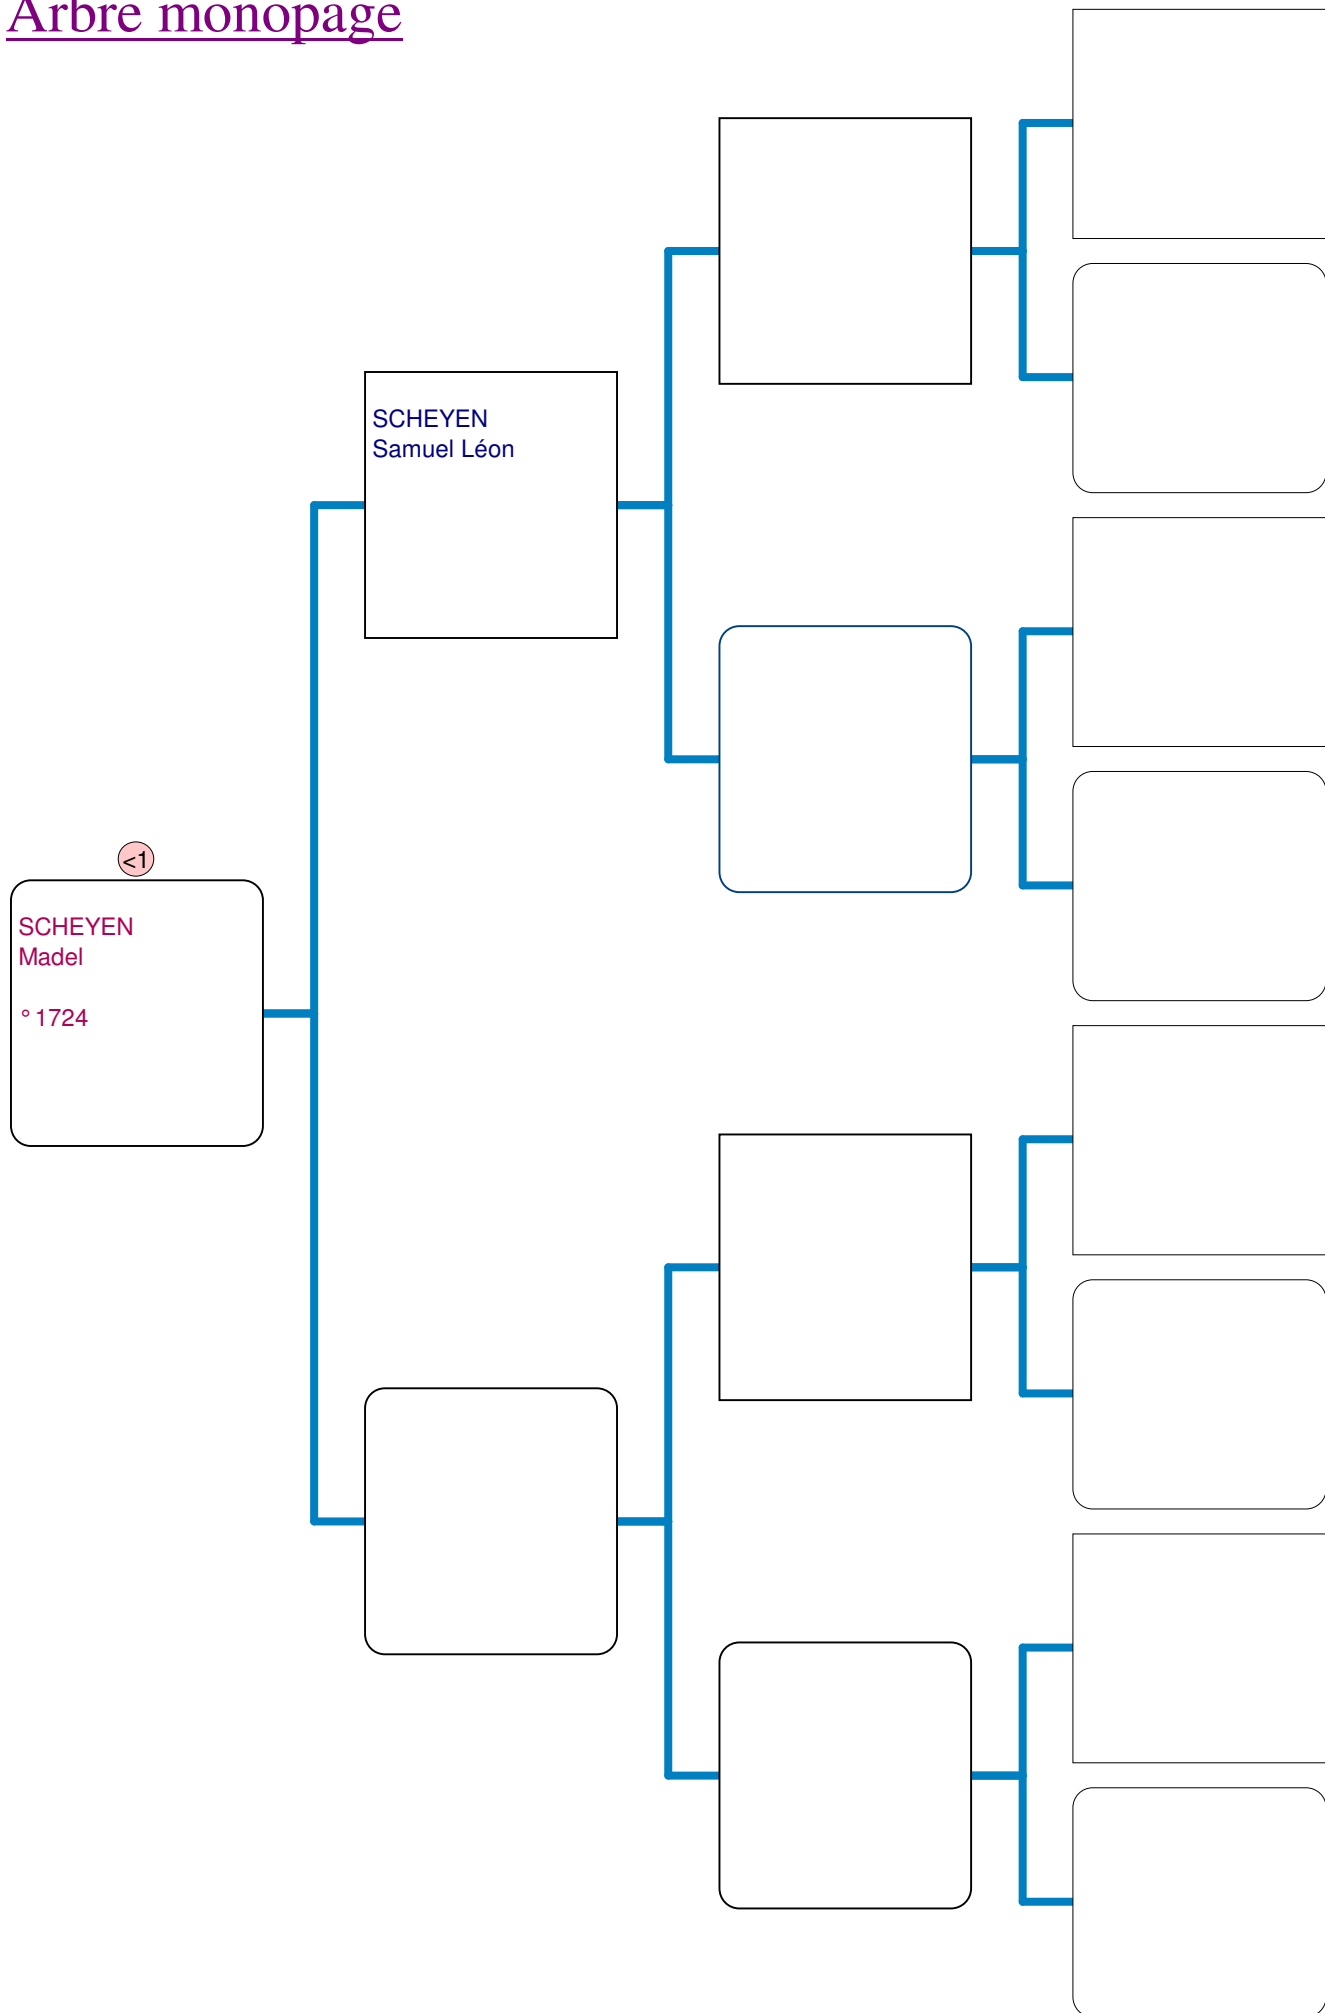 Arbre monopage
SCHEYEN
Samuel Léon
<1
SCHEYEN
Madel
° 1724